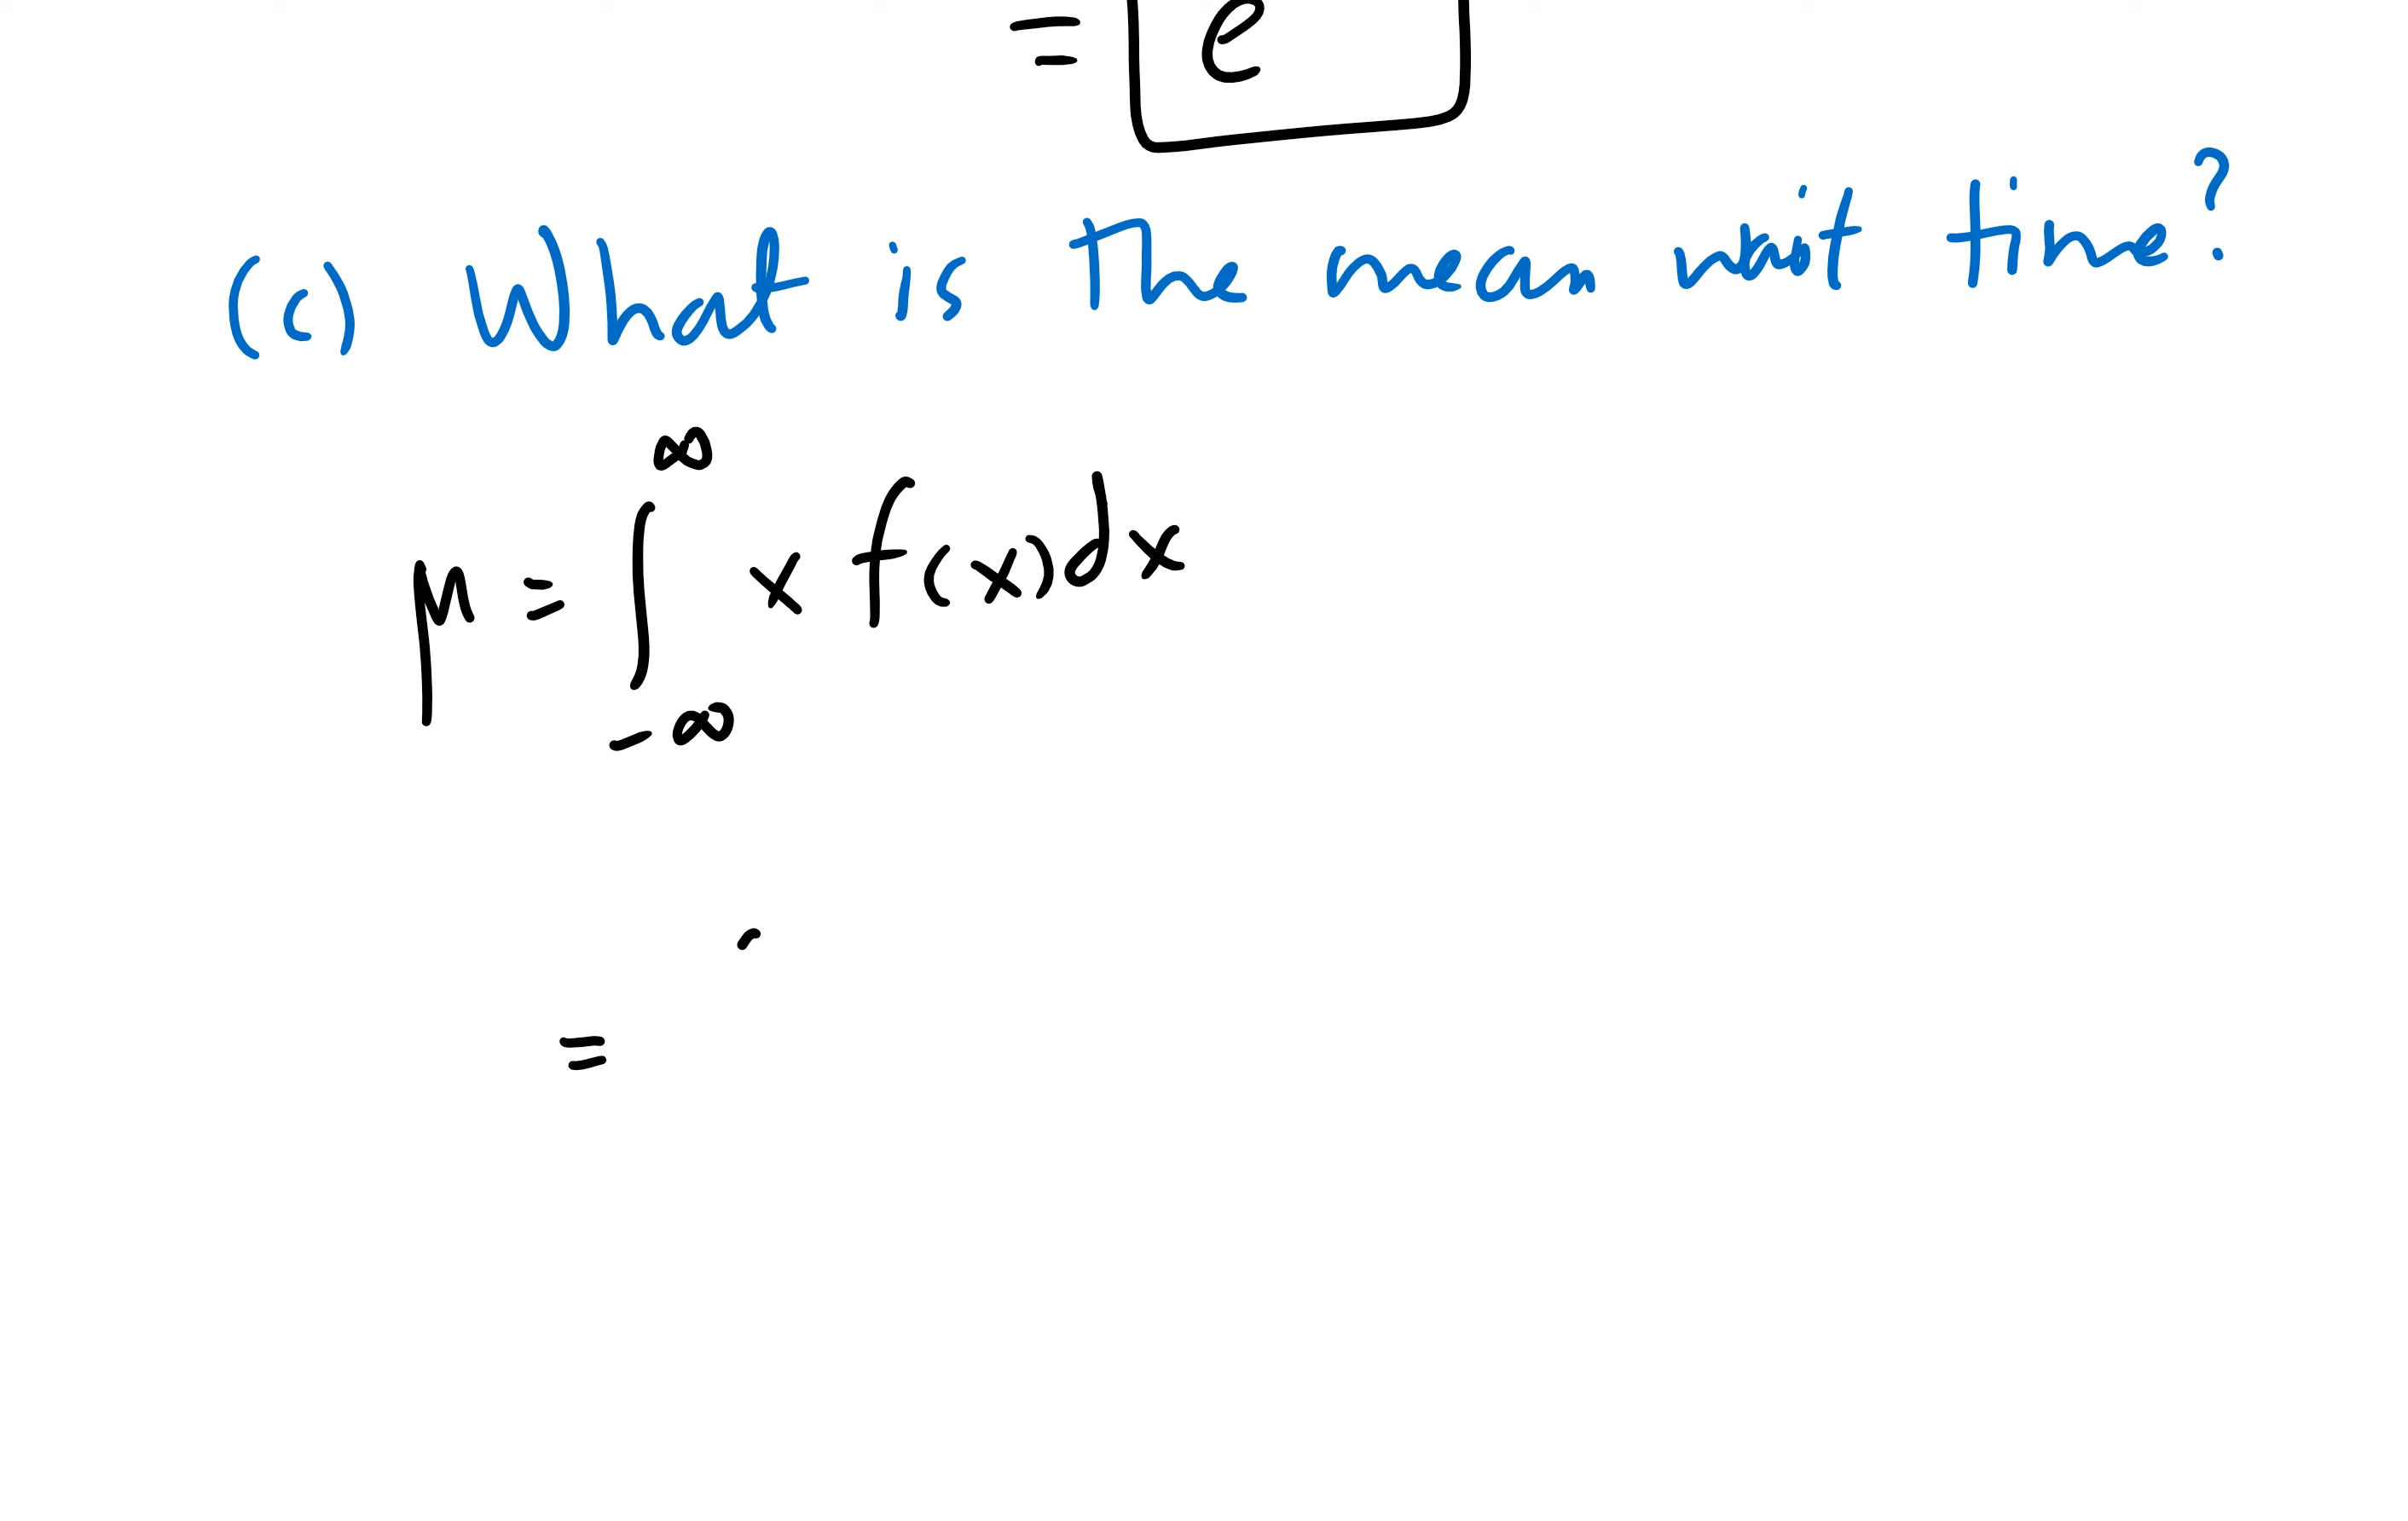 = e
(c) What is the mean wait time?
μ = ∫_{-∞}^{∞} x f(x) dx
=